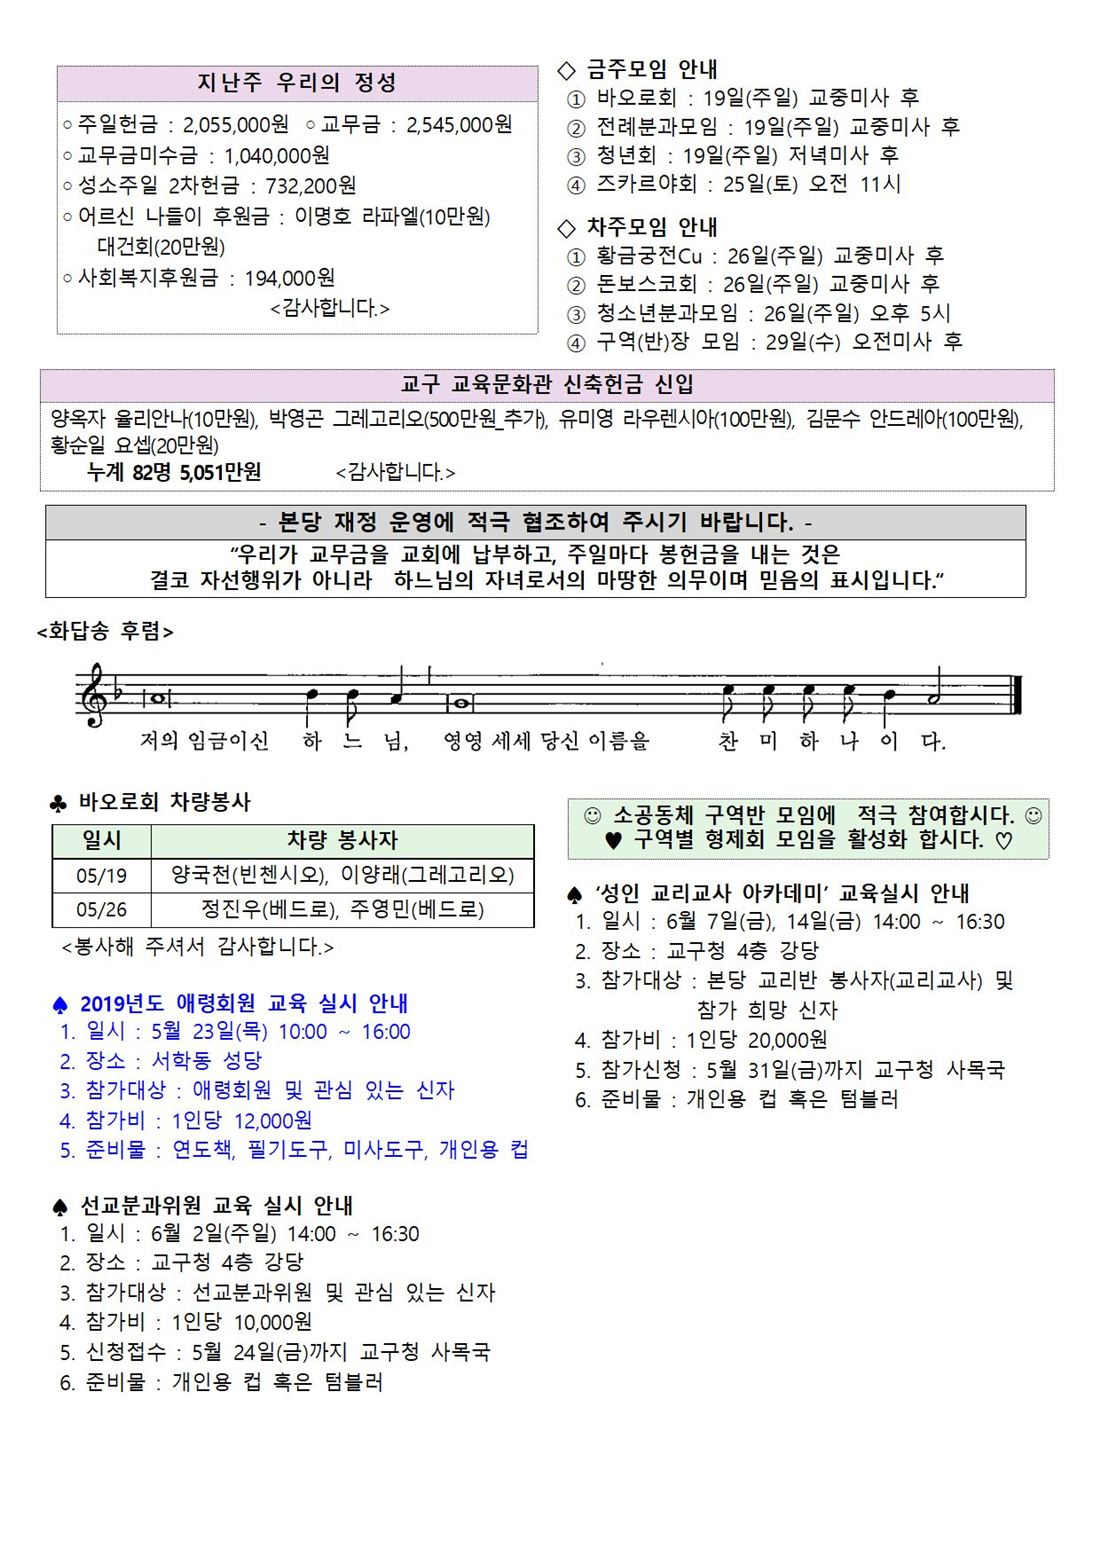 지난주 우리의 정성
○ 주일헌금 : 2,055,000원 ○ 교무금 : 2,545,000원
○ 교무금미수금 : 1,040,000원
○ 성소주일 2차헌금 : 732,200원
○ 어르신 나들이 후원금 : 이명호 라파엘(10만원)
대건회(20만원)
○ 사회복지후원금 : 194,000원
<감사합니다.>
◇ 금주모임 안내
① 바오로회 : 19일(주일) 교중미사 후
② 전례분과모임 : 19일(주일) 교중미사 후
③ 청년회 : 19일(주일) 저녁미사 후
④ 즈카르야회 : 25일(토) 오전 11시
◇ 차주모임 안내
① 황금궁전Cu : 26일(주일) 교중미사 후
② 돈보스코회 : 26일(주일) 교중미사 후
③ 청소년분과모임 : 26일(주일) 오후 5시
④ 구역(반)장 모임 : 29일(수) 오전미사 후
교구 교육문화관 신축헌금 신입
양옥자 율리안나(10만원), 박영곤 그레고리오(500만원_추가), 유미영 라우렌시아(100만원), 김문수 안드레아(100만원),
황순일 요셉(20만원)
누계 82명 5,051만원 <감사합니다.>
- 본당 재정 운영에 적극 협조하여 주시기 바랍니다. -
“우리가 교무금을 교회에 납부하고, 주일마다 봉헌금을 내는 것은
결코 자선행위가 아니라 하느님의 자녀로서의 마땅한 의무이며 믿음의 표시입니다.“
<화답송 후렴>
저의 임금이신 하 느 님, 영영 세세 당신 이름을 찬 미 하 나 이 다.
♣ 바오로회 차량봉사
일시 차량 봉사자
05/19 양국천(빈첸시오), 이양래(그레고리오)
05/26 정진우(베드로), 주영민(베드로)
<봉사해 주셔서 감사합니다.>
♠ 2019년도 애령회원 교육 실시 안내
1. 일시 : 5월 23일(목) 10:00 ~ 16:00
2. 장소 : 서학동 성당
3. 참가대상 : 애령회원 및 관심 있는 신자
4. 참가비 : 1인당 12,000원
5. 준비물 : 연도책, 필기도구, 미사도구, 개인용 컵
♠ 선교분과위원 교육 실시 안내
1. 일시 : 6월 2일(주일) 14:00 ~ 16:30
2. 장소 : 교구청 4층 강당
3. 참가대상 : 선교분과위원 및 관심 있는 신자
4. 참가비 : 1인당 10,000원
5. 신청접수 : 5월 24일(금)까지 교구청 사목국
6. 준비물 : 개인용 컵 혹은 텀블러
☺ 소공동체 구역반 모임에 적극 참여합시다. ☺
♥ 구역별 형제회 모임을 활성화 합시다. ♡
♠ ‘성인 교리교사 아카데미’ 교육실시 안내
1. 일시 : 6월 7일(금), 14일(금) 14:00 ~ 16:30
2. 장소 : 교구청 4층 강당
3. 참가대상 : 본당 교리반 봉사자(교리교사) 및
참가 희망 신자
4. 참가비 : 1인당 20,000원
5. 참가신청 : 5월 31일(금)까지 교구청 사목국
6. 준비물 : 개인용 컵 혹은 텀블러